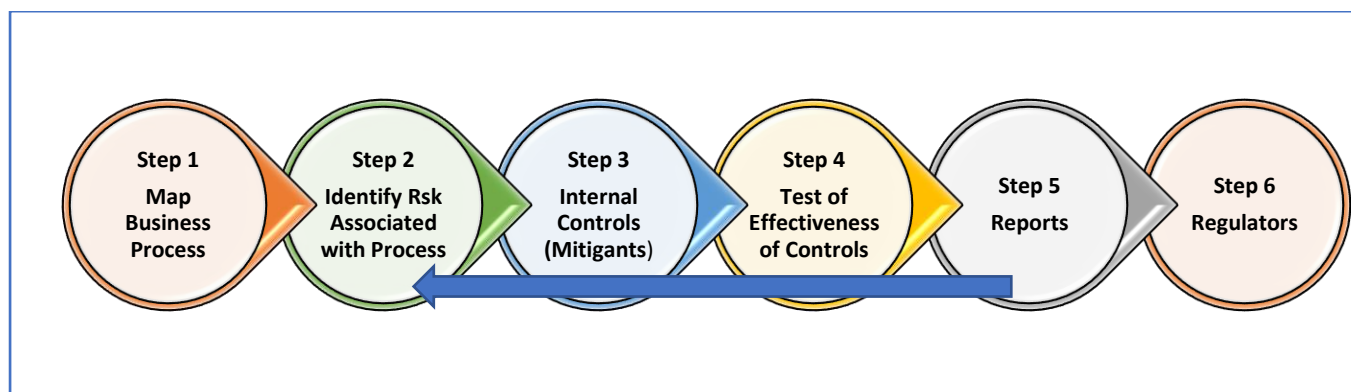 Step 1
Map
Business
Process
Step 2
Identify Rsk
Associated
with Process
Step 3
Internal
Controls
(Mitigants)
Step 4
Test of
Effectiveness
of Controls
Step 5
Reports
Step 6
Regulators